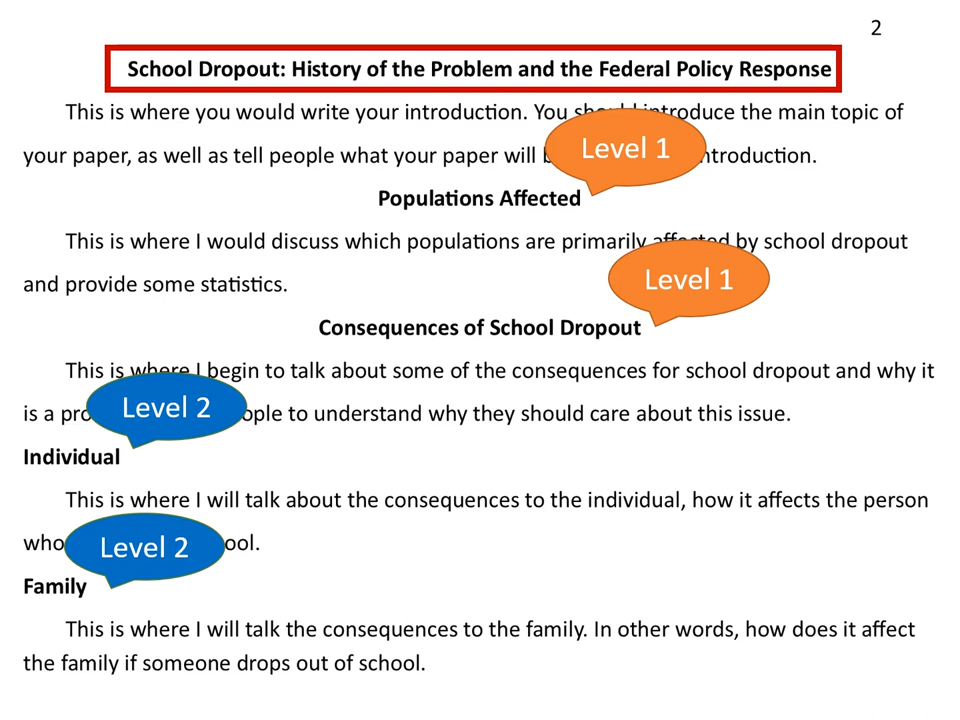 2
School Dropout: History of the Problem and the Federal Policy Response
This is where you would write your introduction. You should introduce the main topic of
your paper, as well as tell people what your paper will introduction.
Level 1
Populations Affected
This is where I would discuss which populations are primarily affected by school dropout
and provide some statistics.
Level 1
Consequences of School Dropout
This is where I begin to talk about some of the consequences for school dropout and why it
is a people to understand why they should care about this issue.
Level 2
Individual
This is where I will talk about the consequences to the individual, how it affects the person
who
Level 2
Family
This is where I will talk the consequences to the family. In other words, how does it affect
the family if someone drops out of school.